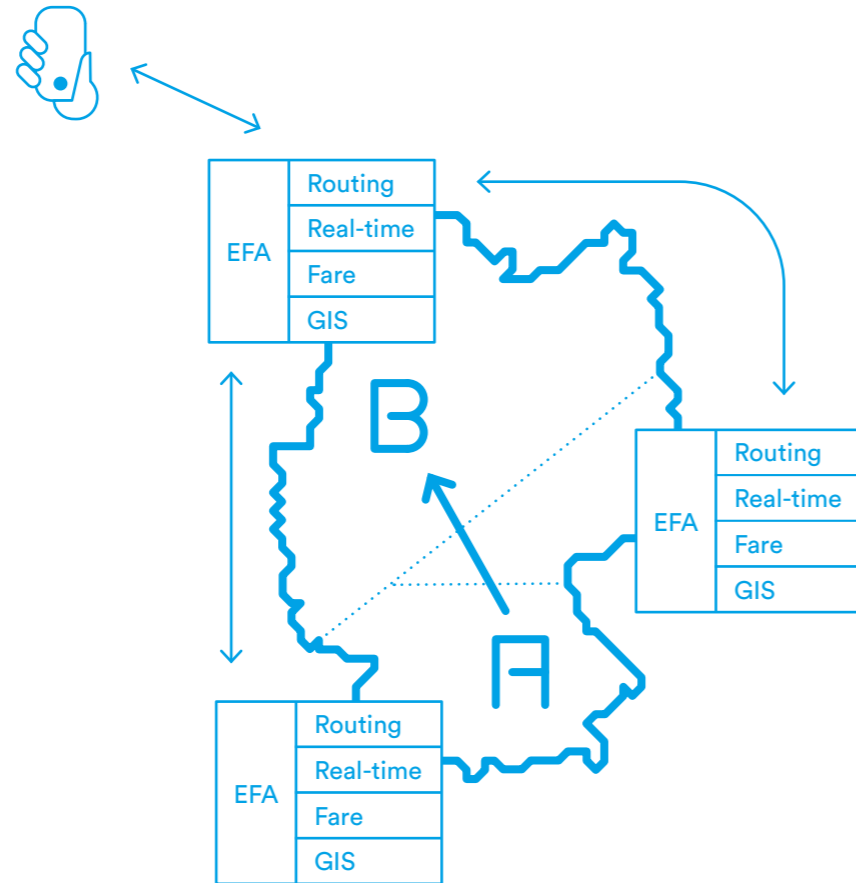 EFA
Routing
Real-time
Fare
GIS
B
EFA
Routing
Real-time
Fare
GIS
A
EFA
Routing
Real-time
Fare
GIS